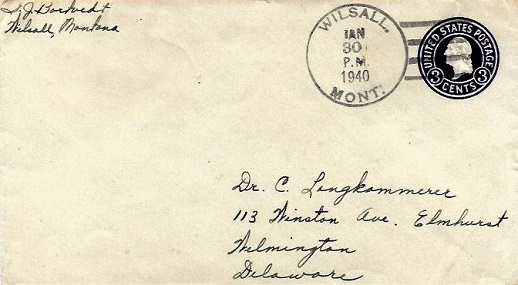 Wilsall, Montana
WILSALL,
JAN
30
P.M.
1940
MONT.
UNITED STATES POSTAGE
3 CENTS 3
Dr. C. Langkammerer
113 Winston Ave. Elmhurst
Wilmington
Delaware